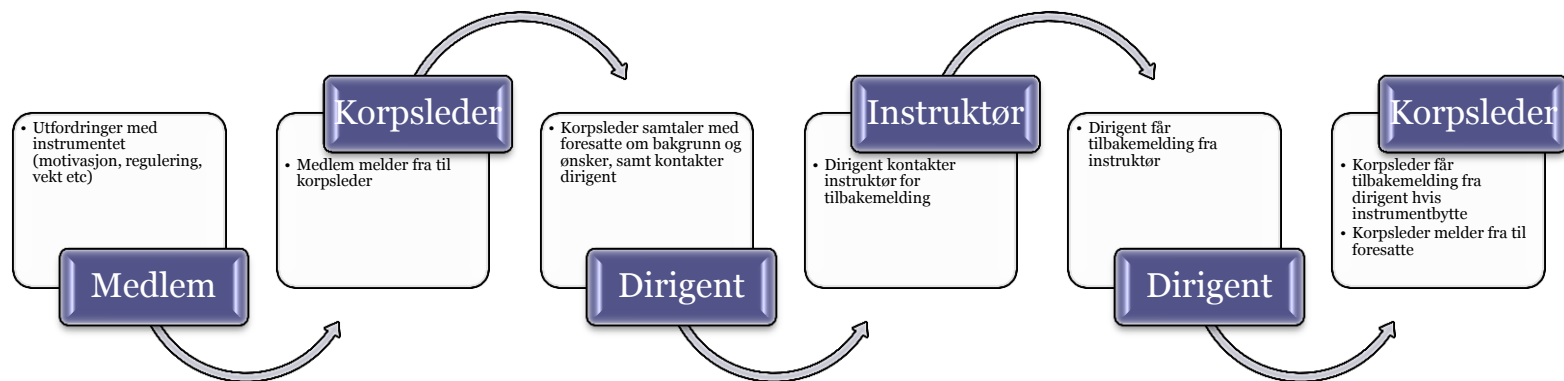 • Utfordringer med
instrumentet
(motivasjon, regulering,
vekt etc)
Medlem
Korpsleder
• Medlem melder fra til
korpsleder
• Korpsleder samtaler med
foresatte om bakgrunn og
ønsker, samt kontakter
dirigent
Dirigent
Instruktør
• Dirigent kontakter
instruktør for
tilbakemelding
• Dirigent får
tilbakemelding fra
instruktør
Dirigent
Korpsleder
• Korpsleder får
tilbakemelding fra
dirigent hvis
instrumentbytte
• Korpsleder melder fra til
foresatte